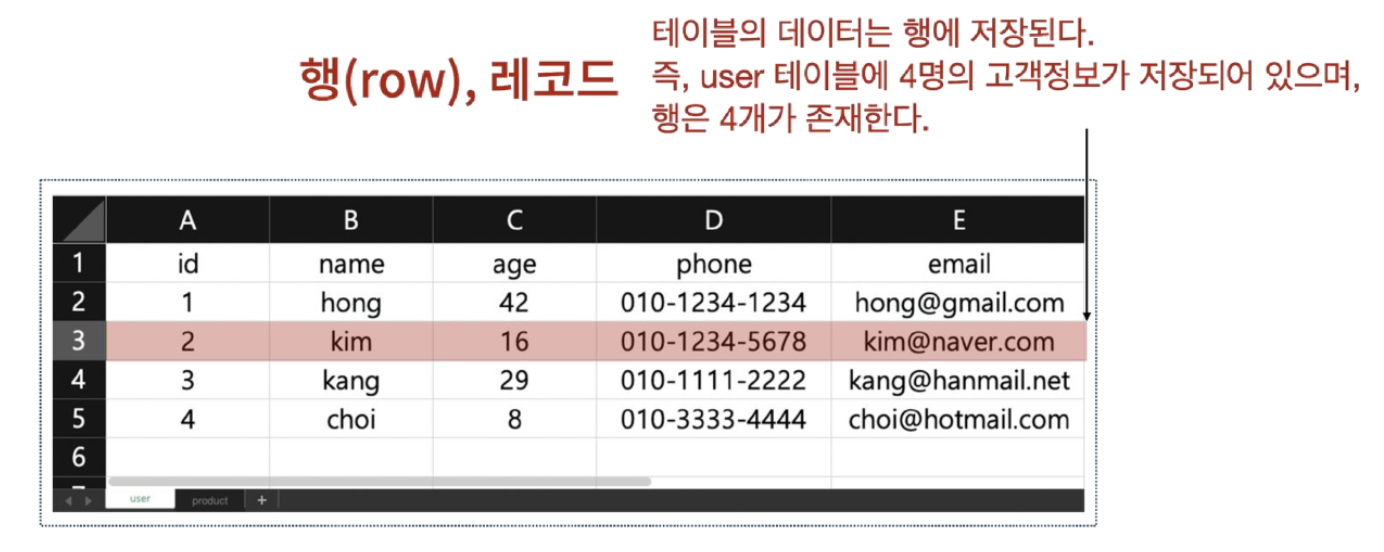 행(row), 레코드
테이블의 데이터는 행에 저장된다.
즉, user 테이블에 4명의 고객정보가 저장되어 있으며,
행은 4개가 존재한다.
A B C D E
1 id name age phone email
2 1 hong 42 010-1234-1234 hong@gmail.com
3 2 kim 16 010-1234-5678 kim@naver.com
4 3 kang 29 010-1111-2222 kang@hanmail.net
5 4 choi 8 010-3333-4444 choi@hotmail.com
6
user product +